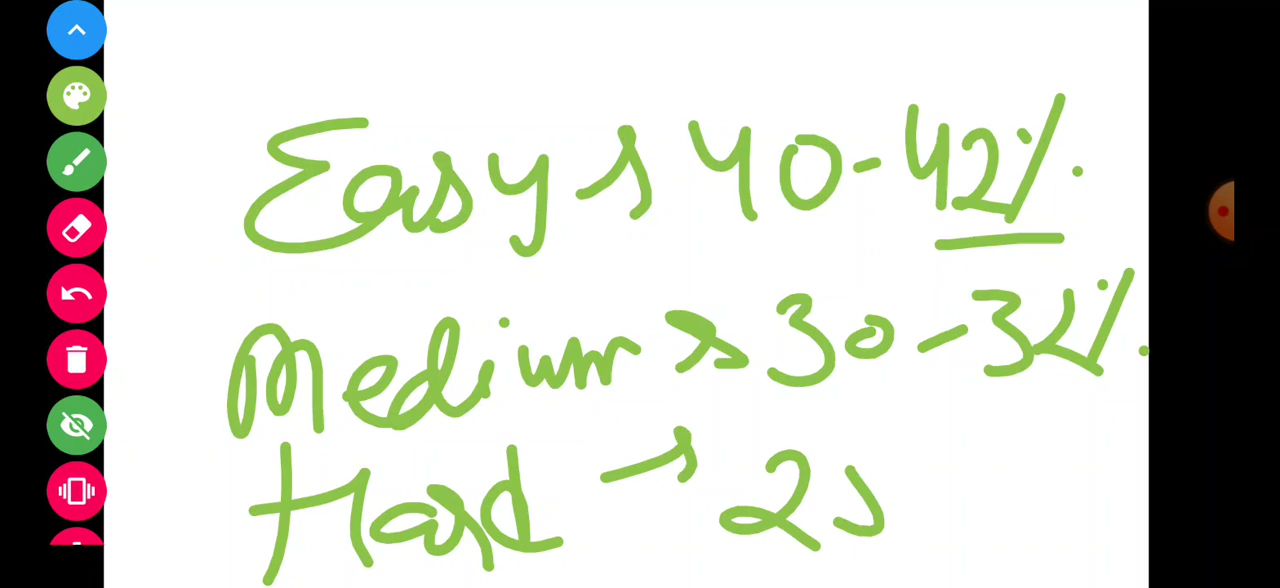 Easy → 40-42%.
Medium → 30-32%.
Hard → 2